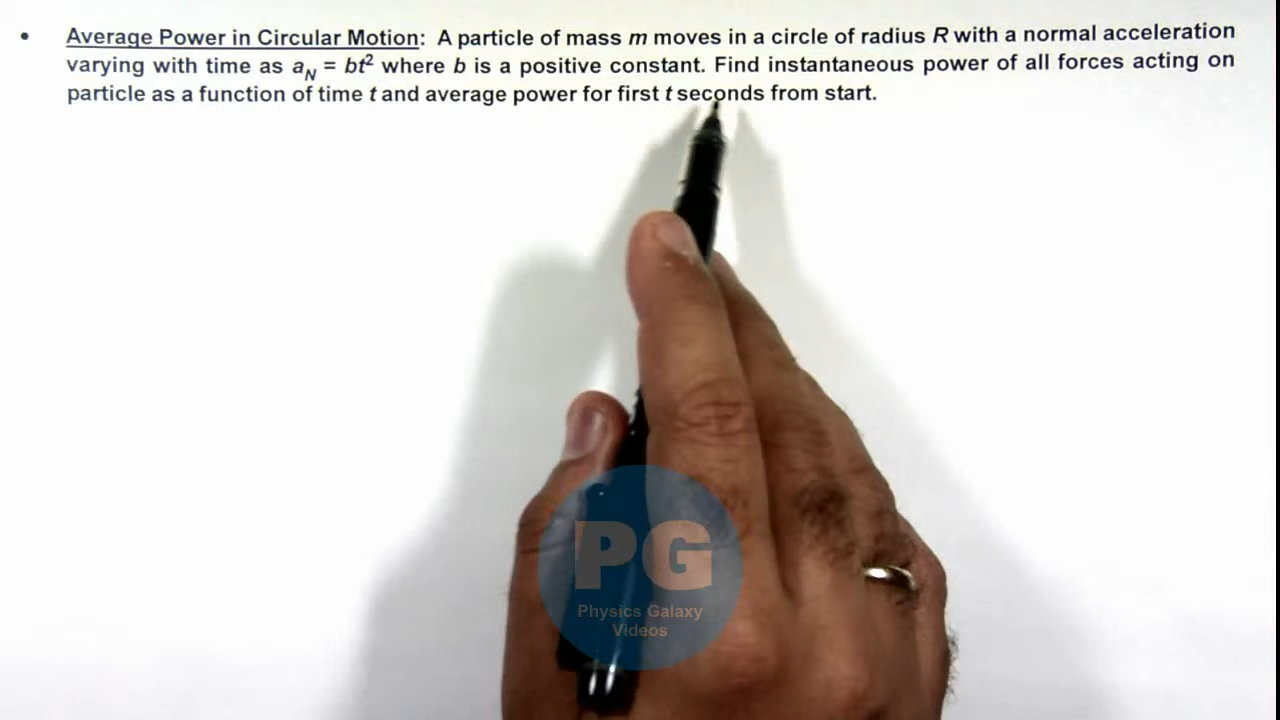 • Average Power in Circular Motion: A particle of mass m moves in a circle of radius R with a normal acceleration
varying with time as a_N = bt² where b is a positive constant. Find instantaneous power of all forces acting on
particle as a function of time t and average power for first t seconds from start.
PG
Physics Galaxy
Videos